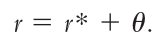 r = r* + θ.